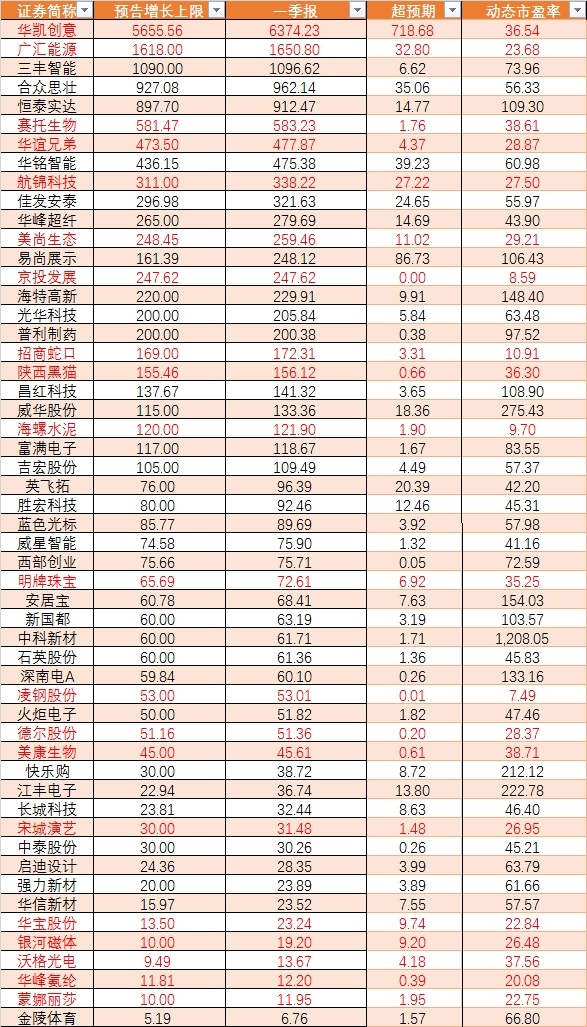 证券简称 预告增长上限 一季报 超预期 动态市盈率
华凯创意 5655.56 6374.23 718.68 36.54
广汇能源 1618.00 1650.80 32.80 23.68
三丰智能 1090.00 1096.62 6.62 73.96
合众思壮 927.08 962.14 35.06 56.33
恒泰实达 897.70 912.47 14.77 109.30
赛托生物 581.47 583.23 1.76 38.61
华谊兄弟 473.50 477.87 4.37 28.87
华铭智能 436.15 475.38 39.23 60.98
航锦科技 311.00 338.22 27.22 27.50
佳发安泰 296.98 321.63 24.65 55.97
华峰超纤 265.00 279.69 14.69 43.90
美尚生态 248.45 259.46 11.02 29.21
易尚展示 161.39 248.12 86.73 106.43
京投发展 247.62 247.62 0.00 8.59
海特高新 220.00 229.91 9.91 148.40
光华科技 200.00 205.84 5.84 63.48
普利制药 200.00 200.38 0.38 97.52
招商蛇口 169.00 172.31 3.31 10.91
陕西黑猫 155.46 156.12 0.66 36.30
昌红科技 137.67 141.32 3.65 108.90
威华股份 115.00 133.36 18.36 275.43
海螺水泥 120.00 121.90 1.90 9.70
富满电子 117.00 118.67 1.67 83.55
吉宏股份 105.00 109.49 4.49 57.37
英飞拓 76.00 96.39 20.39 42.20
胜宏科技 80.00 92.46 12.46 45.31
蓝色光标 85.77 89.69 3.92 57.98
威星智能 74.58 75.90 1.32 41.16
西部创业 75.66 75.71 0.05 72.59
明牌珠宝 65.69 72.61 6.92 35.25
安居宝 60.78 68.41 7.63 154.03
新国都 60.00 63.19 3.19 103.57
中科新材 60.00 61.71 1.71 1,208.05
石英股份 60.00 61.36 1.36 45.83
深南电A 59.84 60.10 0.26 133.16
凌钢股份 53.00 53.01 0.01 7.49
火炬电子 50.00 51.82 1.82 47.46
德尔股份 51.16 51.36 0.20 28.37
美康生物 45.00 45.61 0.61 38.71
快乐购 30.00 38.72 8.72 212.12
江丰电子 22.94 36.74 13.80 222.78
长城科技 23.81 32.44 8.63 46.40
宋城演艺 30.00 31.48 1.48 26.95
中泰股份 30.00 30.26 0.26 45.21
启迪设计 24.36 28.35 3.99 63.79
强力新材 20.00 23.89 3.89 61.66
华信新材 15.97 23.52 7.55 57.57
华宝股份 13.50 23.24 9.74 22.84
银河磁体 10.00 19.20 9.20 26.48
沃格光电 9.49 13.67 4.18 37.56
华峰氨纶 11.81 12.20 0.39 20.08
蒙娜丽莎 10.00 11.95 1.95 22.75
金陵体育 5.19 6.76 1.57 66.80